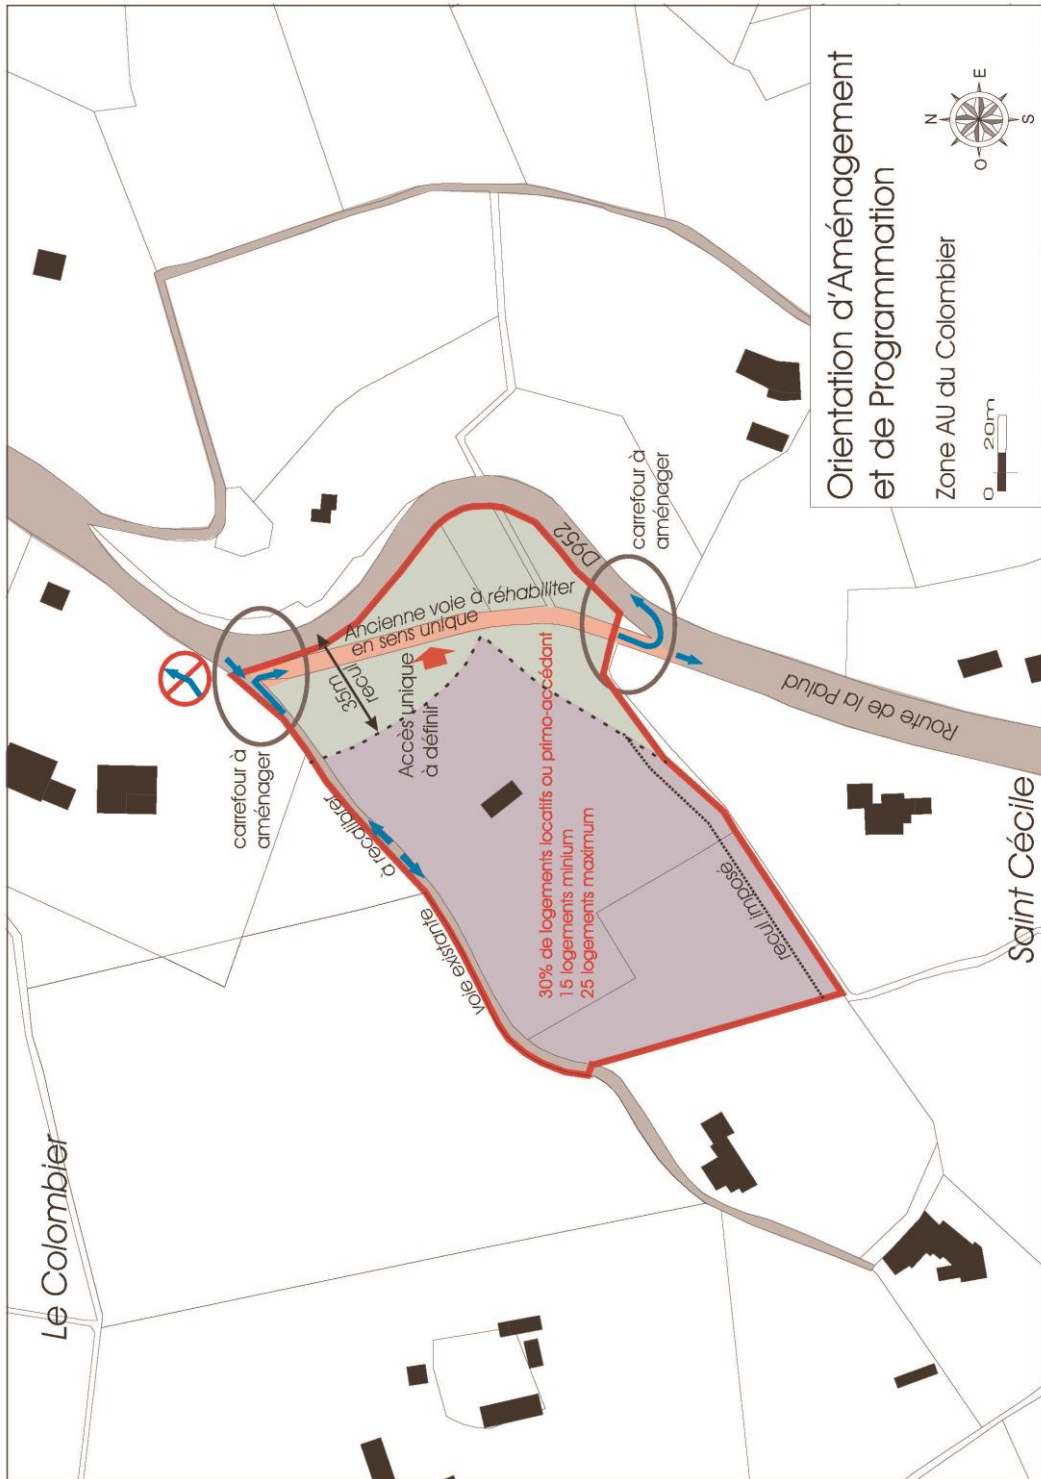 Le Colombier
carrefour à
aménager
voie existante
à recalibrer
35m
recul
Ancienne voie à réhabiliter
en sens unique
Accès unique
à définir
D952
carrefour à
aménager
30% de logements locatifs ou primo-accédant
15 logements minium
25 logements maximum
recul imposé
Route de la Palud
Saint Cécile
Orientation d'Aménagement
et de Programmation
Zone AU du Colombier
0 20m
N
E
S
O